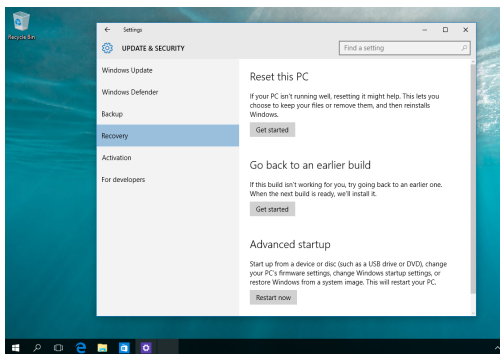 Recycle Bin
Settings
UPDATE & SECURITY
Find a setting
Windows Update
Windows Defender
Backup
Recovery
Activation
For developers
Reset this PC
If your PC isn't running well, resetting it might help. This lets you
choose to keep your files or remove them, and then reinstalls
Windows.
Get started
Go back to an earlier build
If this build isn't working for you, try going back to an earlier one.
When the next build is ready, we'll install it.
Get started
Advanced startup
Start up from a device or disc (such as a USB drive or DVD), change
your PC's firmware settings, change Windows startup settings, or
restore Windows from a system image. This will restart your PC.
Restart now